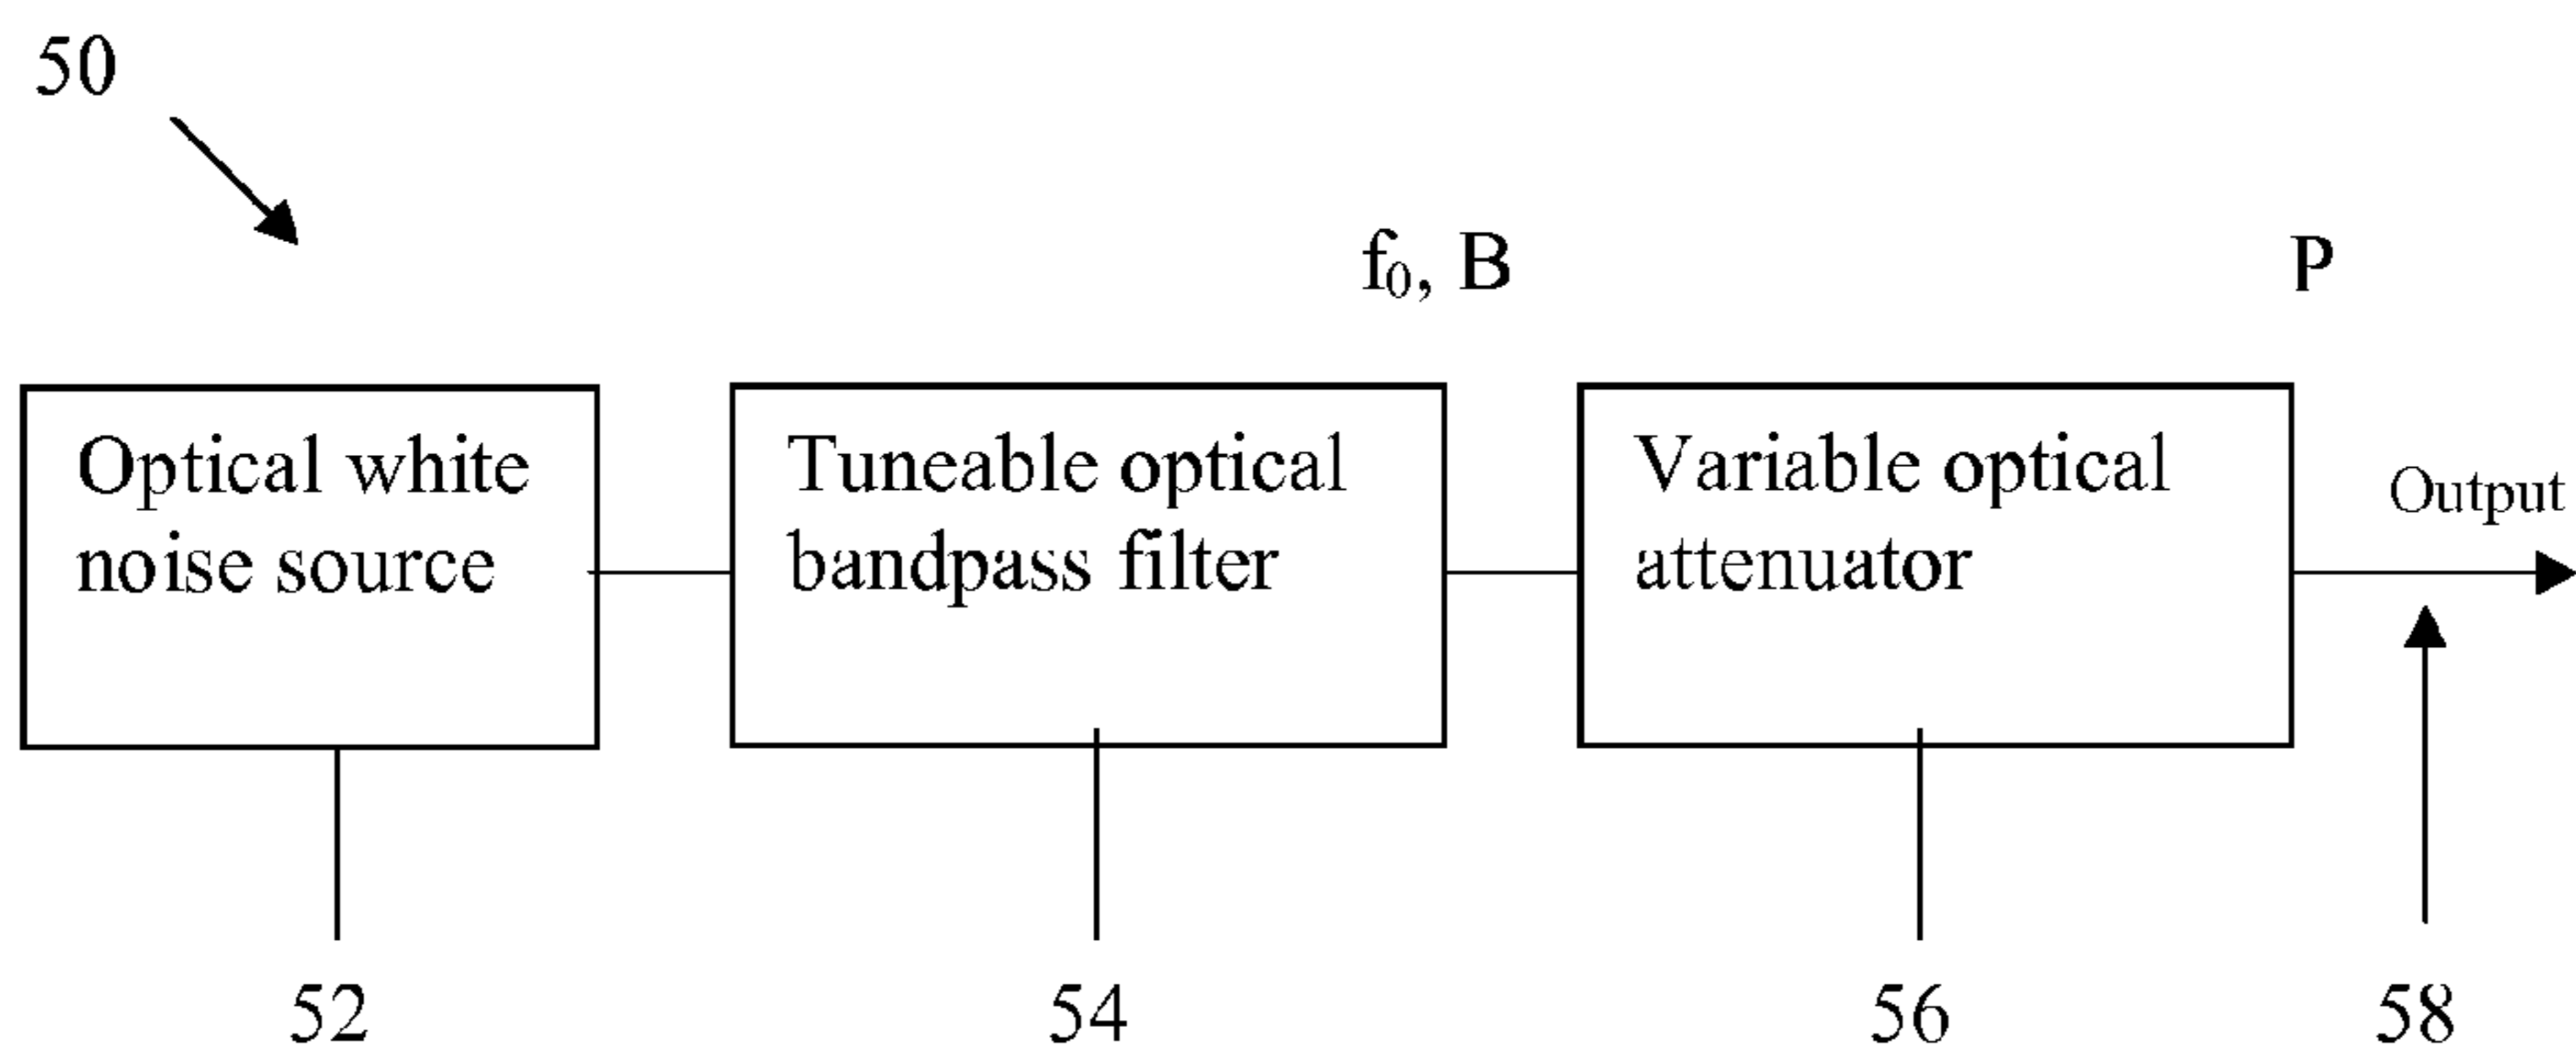 50
f₀, B
P
Optical white
noise source
Tuneable optical
bandpass filter
Variable optical
attenuator
Output
52
54
56
58